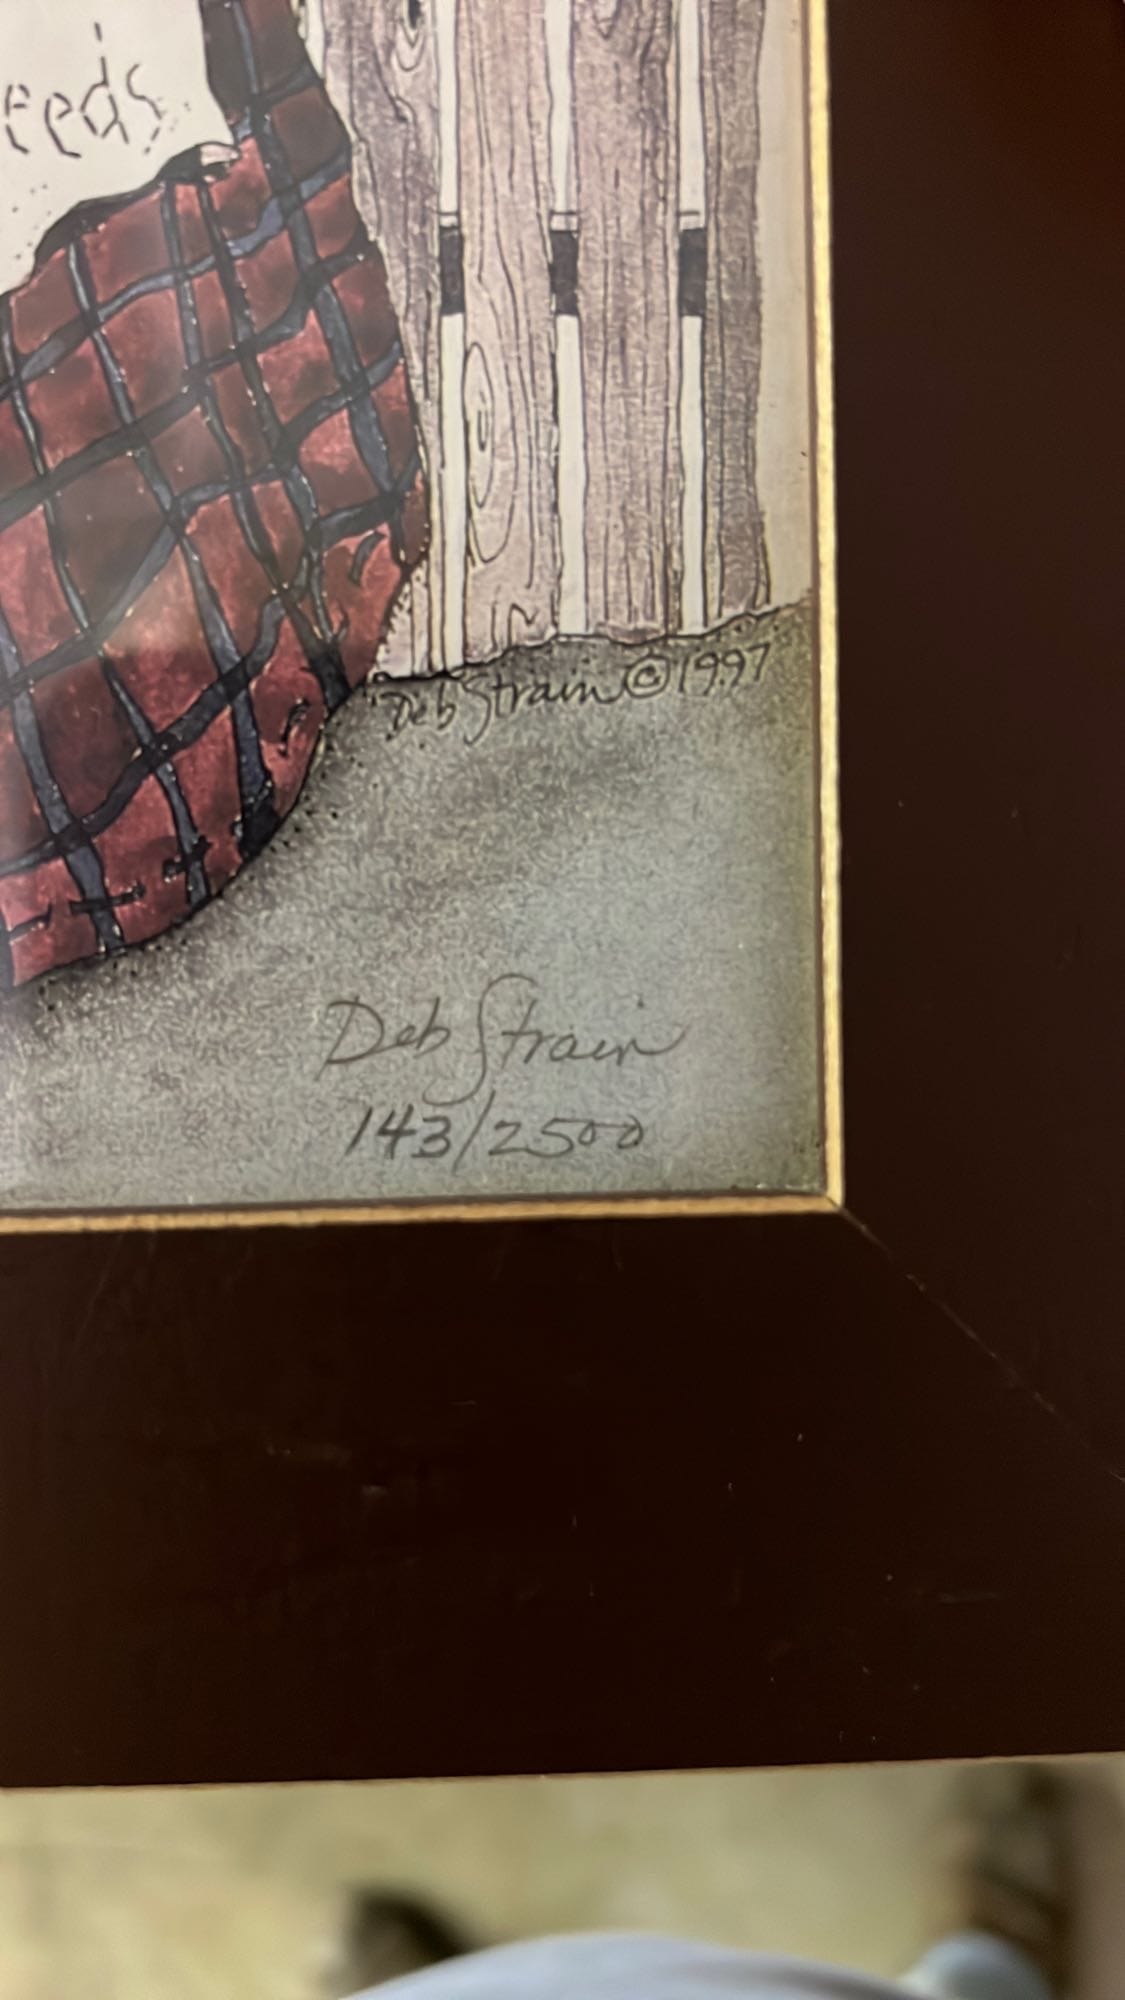 eeds
Deb Strain © 1997
Deb Strain
143/2500